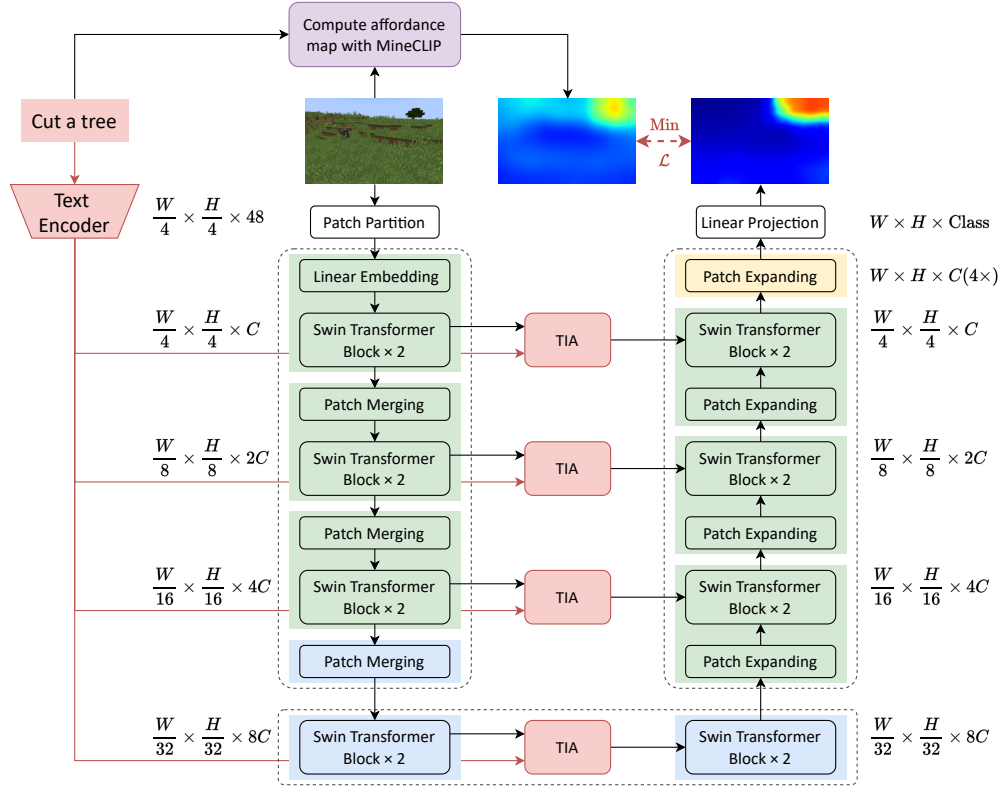 Compute affordance
map with MineCLIP
Cut a tree
Min
ℒ
Text
Encoder
W/4 × H/4 × 48
Patch Partition
Linear Projection
W × H × Class
Linear Embedding
Patch Expanding
W × H × C(4×)
W/4 × H/4 × C
Swin Transformer
Block × 2
TIA
Swin Transformer
Block × 2
W/4 × H/4 × C
Patch Merging
Patch Expanding
W/8 × H/8 × 2C
Swin Transformer
Block × 2
TIA
Swin Transformer
Block × 2
W/8 × H/8 × 2C
Patch Merging
Patch Expanding
W/16 × H/16 × 4C
Swin Transformer
Block × 2
TIA
Swin Transformer
Block × 2
W/16 × H/16 × 4C
Patch Merging
Patch Expanding
W/32 × H/32 × 8C
Swin Transformer
Block × 2
TIA
Swin Transformer
Block × 2
W/32 × H/32 × 8C